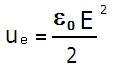 uₑ = ε₀ E² / 2